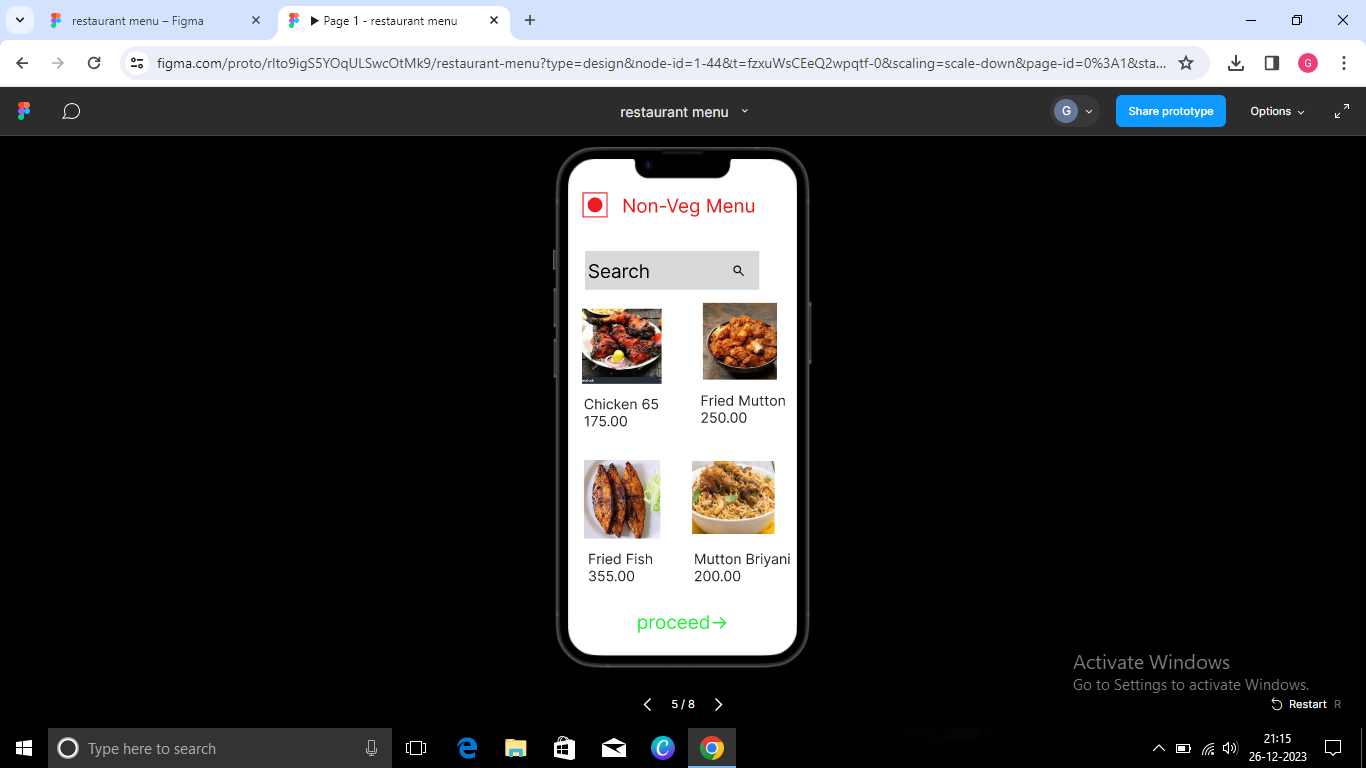 restaurant menu – Figma
▶ Page 1 - restaurant menu
figma.com/proto/rIto9igS5YOqULSwcOtMk9/restaurant-menu?type=design&node-id=1-44&t=fzxuWsCEeQ2wpqtf-0&scaling=scale-down&page-id=0%3A1&sta...
G
restaurant menu
G
Share prototype
Options
Non-Veg Menu
Search
Chicken 65
175.00
Fried Mutton
250.00
Fried Fish
355.00
Mutton Briyani
200.00
proceed→
Activate Windows
Go to Settings to activate Windows.
5 / 8
Restart R
Type here to search
21:15
26-12-2023